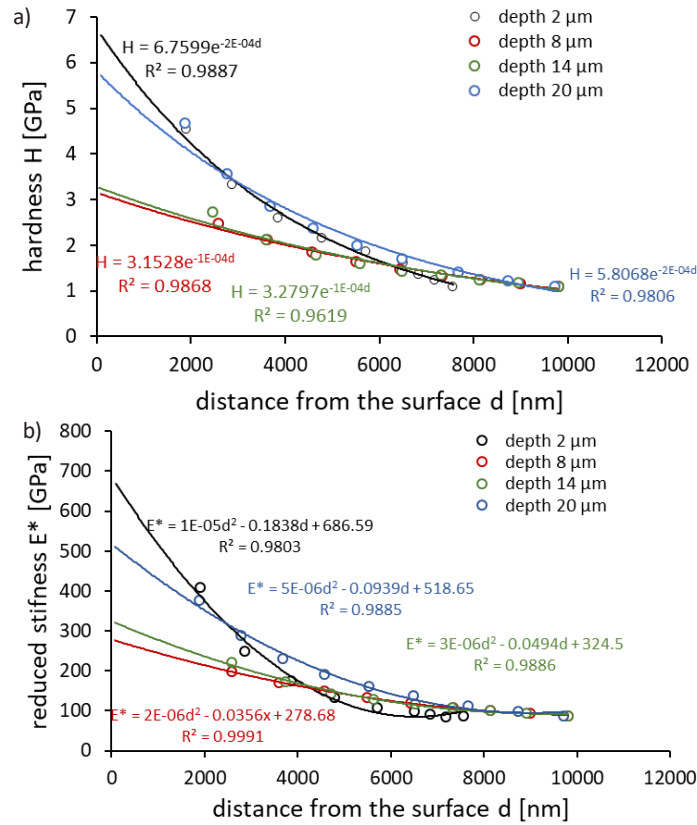 a)
7
6
5
4
3
2
1
0
hardness H [GPa]
H = 6.7599e^-2E-04d
R² = 0.9887
depth 2 µm
depth 8 µm
depth 14 µm
depth 20 µm
H = 3.1528e^-1E-04d
R² = 0.9868
H = 3.2797e^-1E-04d
R² = 0.9619
H = 5.8068e^-2E-04d
R² = 0.9806
0 2000 4000 6000 8000 10000 12000
distance from the surface d [nm]
b)
800
700
600
500
400
300
200
100
0
reduced stifness E* [GPa]
depth 2 µm
depth 8 µm
depth 14 µm
depth 20 µm
E* = 1E-05d² - 0.1838d + 686.59
R² = 0.9803
E* = 5E-06d² - 0.0939d + 518.65
R² = 0.9885
E* = 3E-06d² - 0.0494d + 324.5
R² = 0.9886
E* = 2E-06d² - 0.0356x + 278.68
R² = 0.9991
0 2000 4000 6000 8000 10000 12000
distance from the surface d [nm]